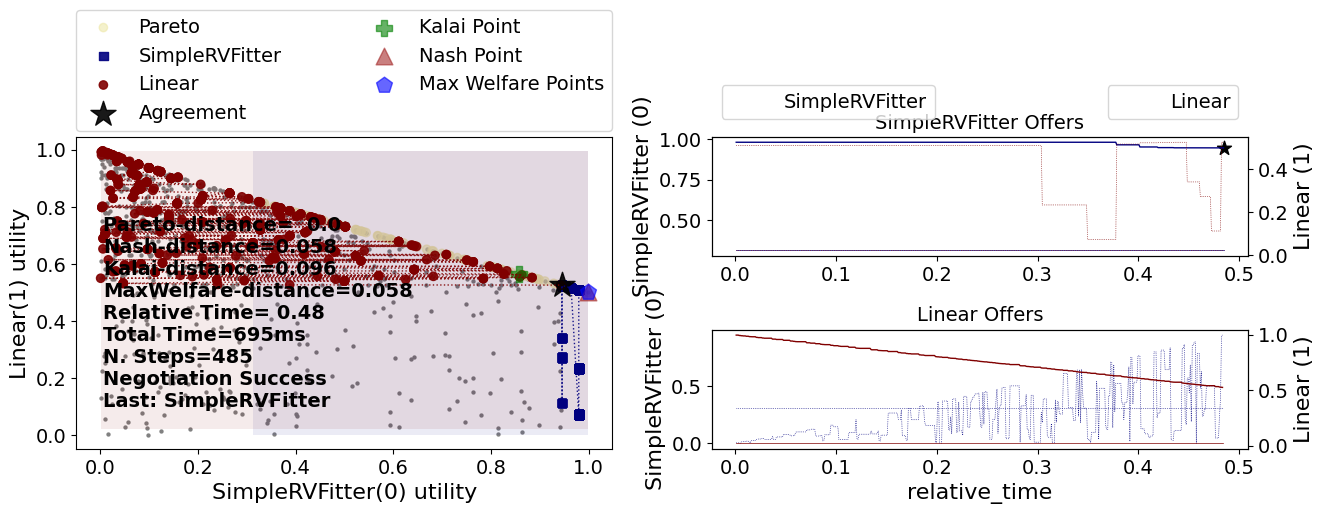 Pareto
SimpleRVFitter
Linear
Agreement
Kalai Point
Nash Point
Max Welfare Points
1.0
0.8
0.6
0.4
0.2
0.0
Linear(1) utility
Pareto-distance= 0.0
Nash-distance=0.058
Kalai-distance=0.096
MaxWelfare-distance=0.058
Relative Time= 0.48
Total Time=695ms
N. Steps=485
Negotiation Success
Last: SimpleRVFitter
0.0 0.2 0.4 0.6 0.8 1.0
SimpleRVFitter(0) utility
SimpleRVFitter
Linear
SimpleRVFitter Offers
SimpleRVFitter (0)
1.00
0.75
0.50
0.4
0.2
0.0
Linear (1)
0.0 0.1 0.2 0.3 0.4 0.5
Linear Offers
SimpleRVFitter (0)
0.5
0.0
1.0
0.5
0.0
Linear (1)
0.0 0.1 0.2 0.3 0.4 0.5
relative_time